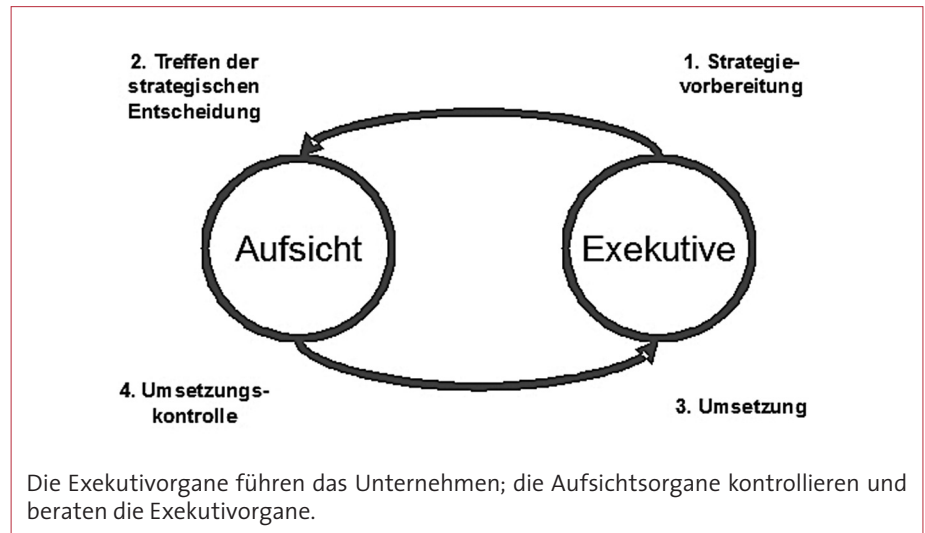 2. Treffen der
strategischen
Entscheidung
1. Strategie-
vorbereitung
Aufsicht
Exekutive
4. Umsetzungs-
kontrolle
3. Umsetzung
Die Exekutivorgane führen das Unternehmen; die Aufsichtsorgane kontrollieren und
beraten die Exekutivorgane.